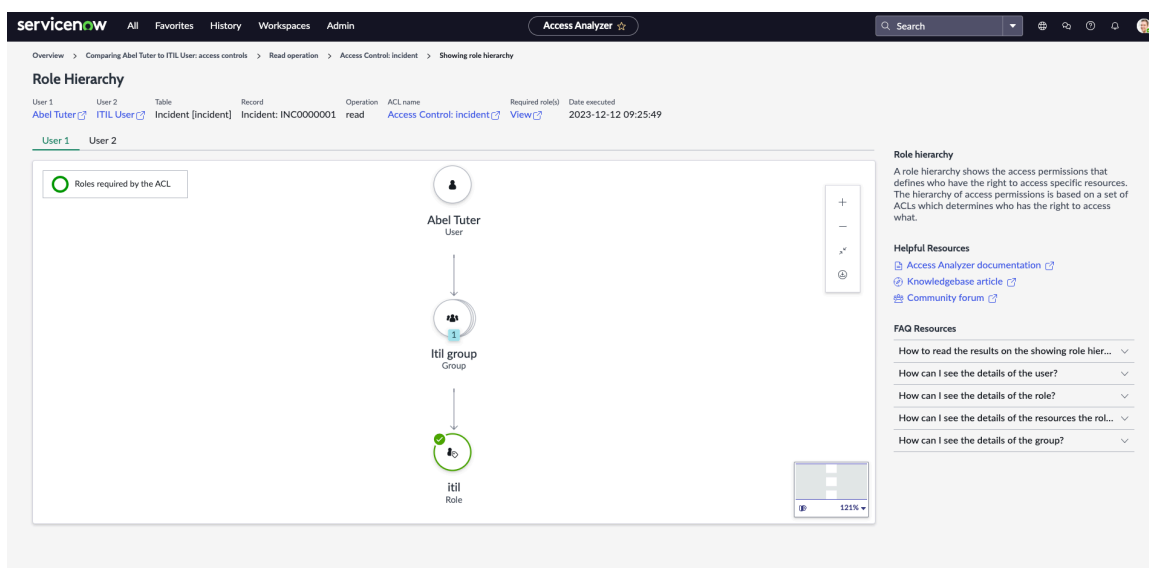 servicenow All Favorites History Workspaces Admin Access Analyzer Search
Overview > Comparing Abel Tuter to ITIL User: access controls > Read operation > Access Control: incident > Showing role hierarchy
Role Hierarchy
User 1 User 2 Table Record Operation ACL name Required role(s) Date executed
Abel Tuter ITIL User Incident [incident] Incident: INC0000001 read Access Control: incident View 2023-12-12 09:25:49
User 1 User 2
Roles required by the ACL
Abel Tuter
User
1
Itil group
Group
itil
Role
121%
Role hierarchy
A role hierarchy shows the access permissions that
defines who have the right to access specific resources.
The hierarchy of access permissions is based on a set of
ACLs which determines who has the right to access
what.
Helpful Resources
Access Analyzer documentation
Knowledgebase article
Community forum
FAQ Resources
How to read the results on the showing role hier...
How can I see the details of the user?
How can I see the details of the role?
How can I see the details of the resources the rol...
How can I see the details of the group?